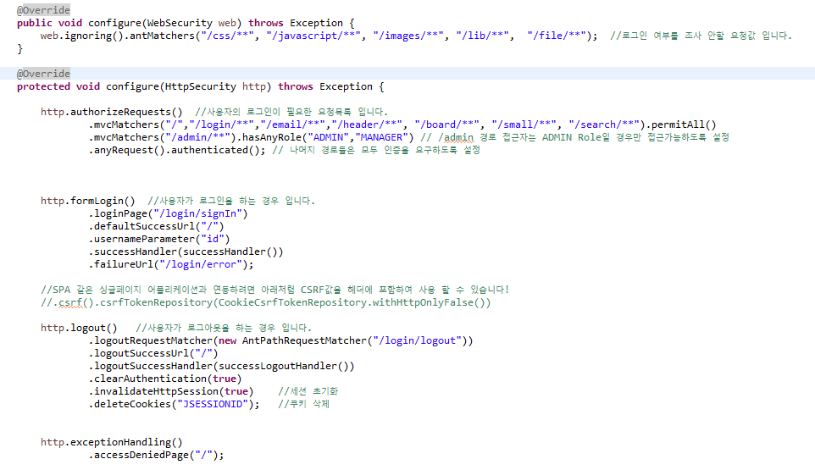 @Override
public void configure(WebSecurity web) throws Exception {
web.ignoring().antMatchers("/css/**", "/javascript/**", "/images/**", "/lib/**", "/file/**"); //로그인 여부를 조사 안할 요청값 입니다.
}
@Override
protected void configure(HttpSecurity http) throws Exception {
http.authorizeRequests() //사용자의 로그인이 필요한 요청목록 입니다.
.mvcMatchers("/","/login/**","/email/**","/header/**", "/board/**", "/small/**", "/search/**").permitAll()
.mvcMatchers("/admin/**").hasAnyRole("ADMIN","MANAGER") // /admin 경로 접근자는 ADMIN Role일 경우만 접근가능하도록 설정
.anyRequest().authenticated(); // 나머지 경로들은 모두 인증을 요구하도록 설정
http.formLogin() //사용자가 로그인을 하는 경우 입니다.
.loginPage("/login/signIn")
.defaultSuccessUrl("/")
.usernameParameter("id")
.successHandler(successHandler())
.failureUrl("/login/error");
//SPA 같은 싱글페이지 어플리케이션과 연동하려면 아래처럼 CSRF값을 헤더에 포함하여 사용 할 수 있습니다!
//.csrf().csrfTokenRepository(CookieCsrfTokenRepository.withHttpOnlyFalse())
http.logout() //사용자가 로그아웃을 하는 경우 입니다.
.logoutRequestMatcher(new AntPathRequestMatcher("/login/logout"))
.logoutSuccessUrl("/")
.logoutSuccessHandler(successLogoutHandler())
.clearAuthentication(true)
.invalidateHttpSession(true) //세션 초기화
.deleteCookies("JSESSIONID"); //쿠키 삭제
http.exceptionHandling()
.accessDeniedPage("/");